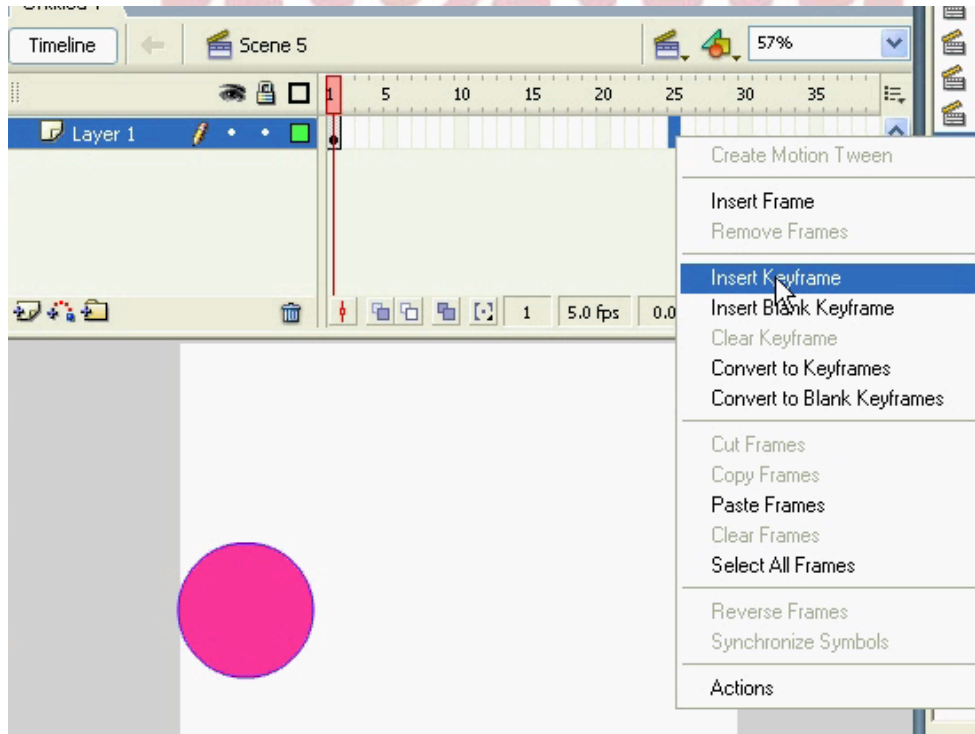 Timeline
Scene 5
57%
1 5 10 15 20 25 30 35
Layer 1
Create Motion Tween
Insert Frame
Remove Frames
Insert Keyframe
Insert Blank Keyframe
Clear Keyframe
Convert to Keyframes
Convert to Blank Keyframes
Cut Frames
Copy Frames
Paste Frames
Clear Frames
Select All Frames
Reverse Frames
Synchronize Symbols
Actions
1 5.0 fps 0.0